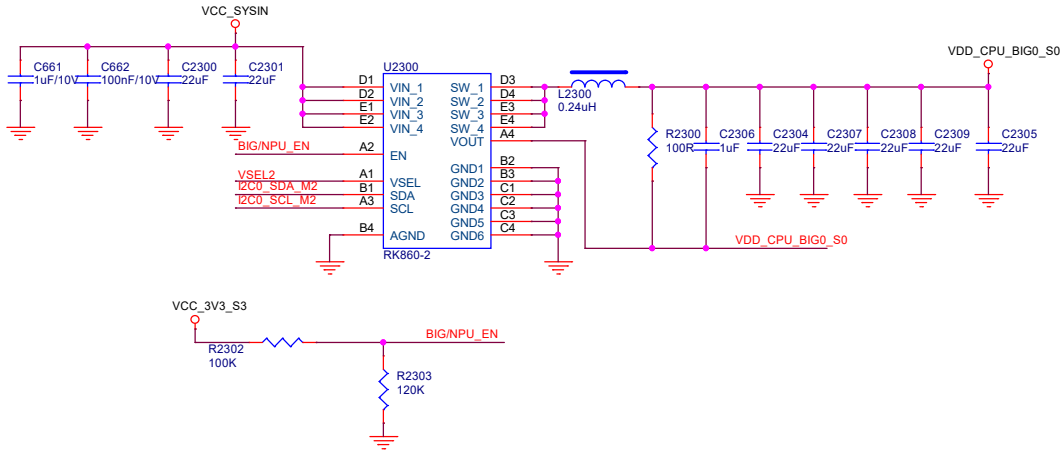 VCC_SYSIN
C661
1uF/10V
C662
100nF/10V
C2300
22uF
C2301
22uF
U2300
D1 VIN_1 SW_1 D3
D2 VIN_2 SW_2 D4
E1 VIN_3 SW_3 E3
E2 VIN_4 SW_4 E4
VOUT A4
BIG/NPU_EN A2 EN
GND1 B2
VSEL2 A1 VSEL GND2 B3
I2C0_SDA_M2 B1 SDA GND3 C1
I2C0_SCL_M2 A3 SCL GND4 C2
GND5 C3
B4 AGND GND6 C4
RK860-2
L2300
0.24uH
VDD_CPU_BIG0_S0
R2300
100R
C2306
1uF
C2304
22uF
C2307
22uF
C2308
22uF
C2309
22uF
C2305
22uF
VDD_CPU_BIG0_S0
VCC_3V3_S3
R2302
100K
BIG/NPU_EN
R2303
120K